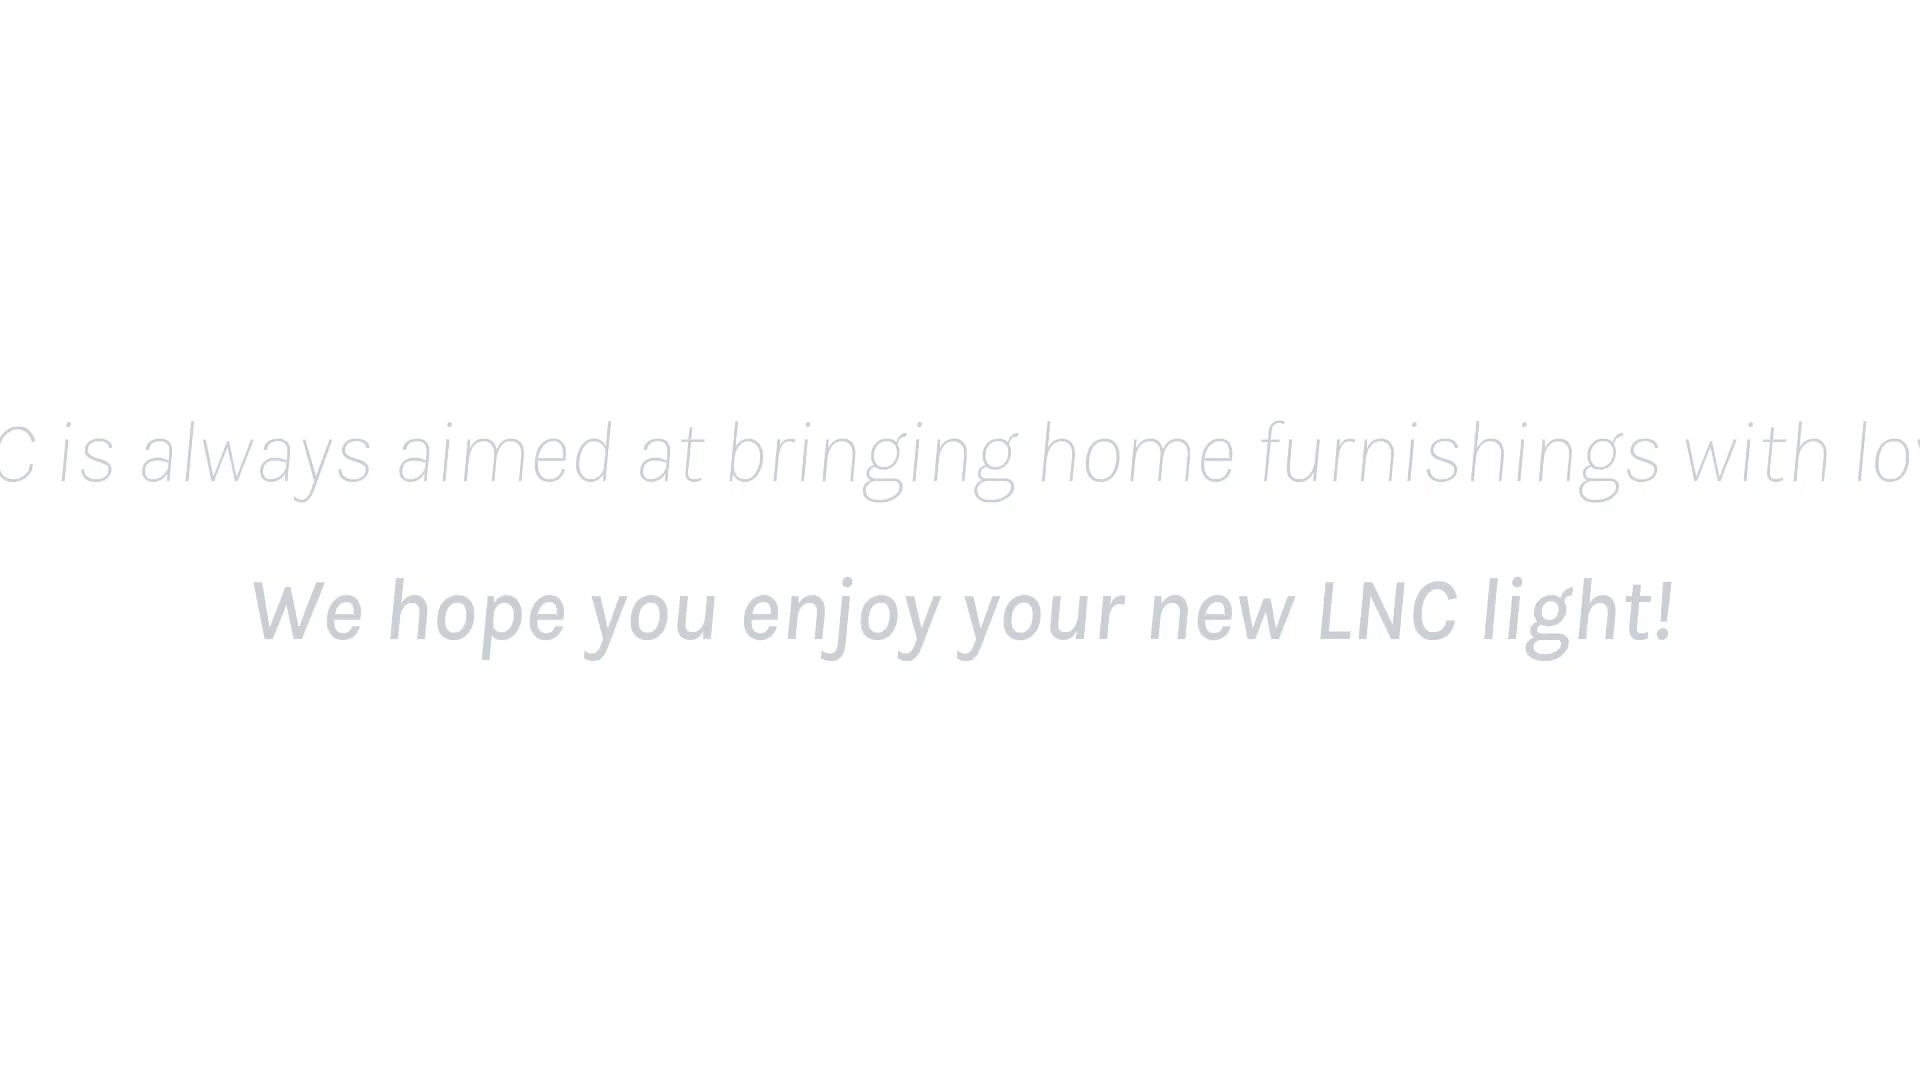 C is always aimed at bringing home furnishings with lo
We hope you enjoy your new LNC light!